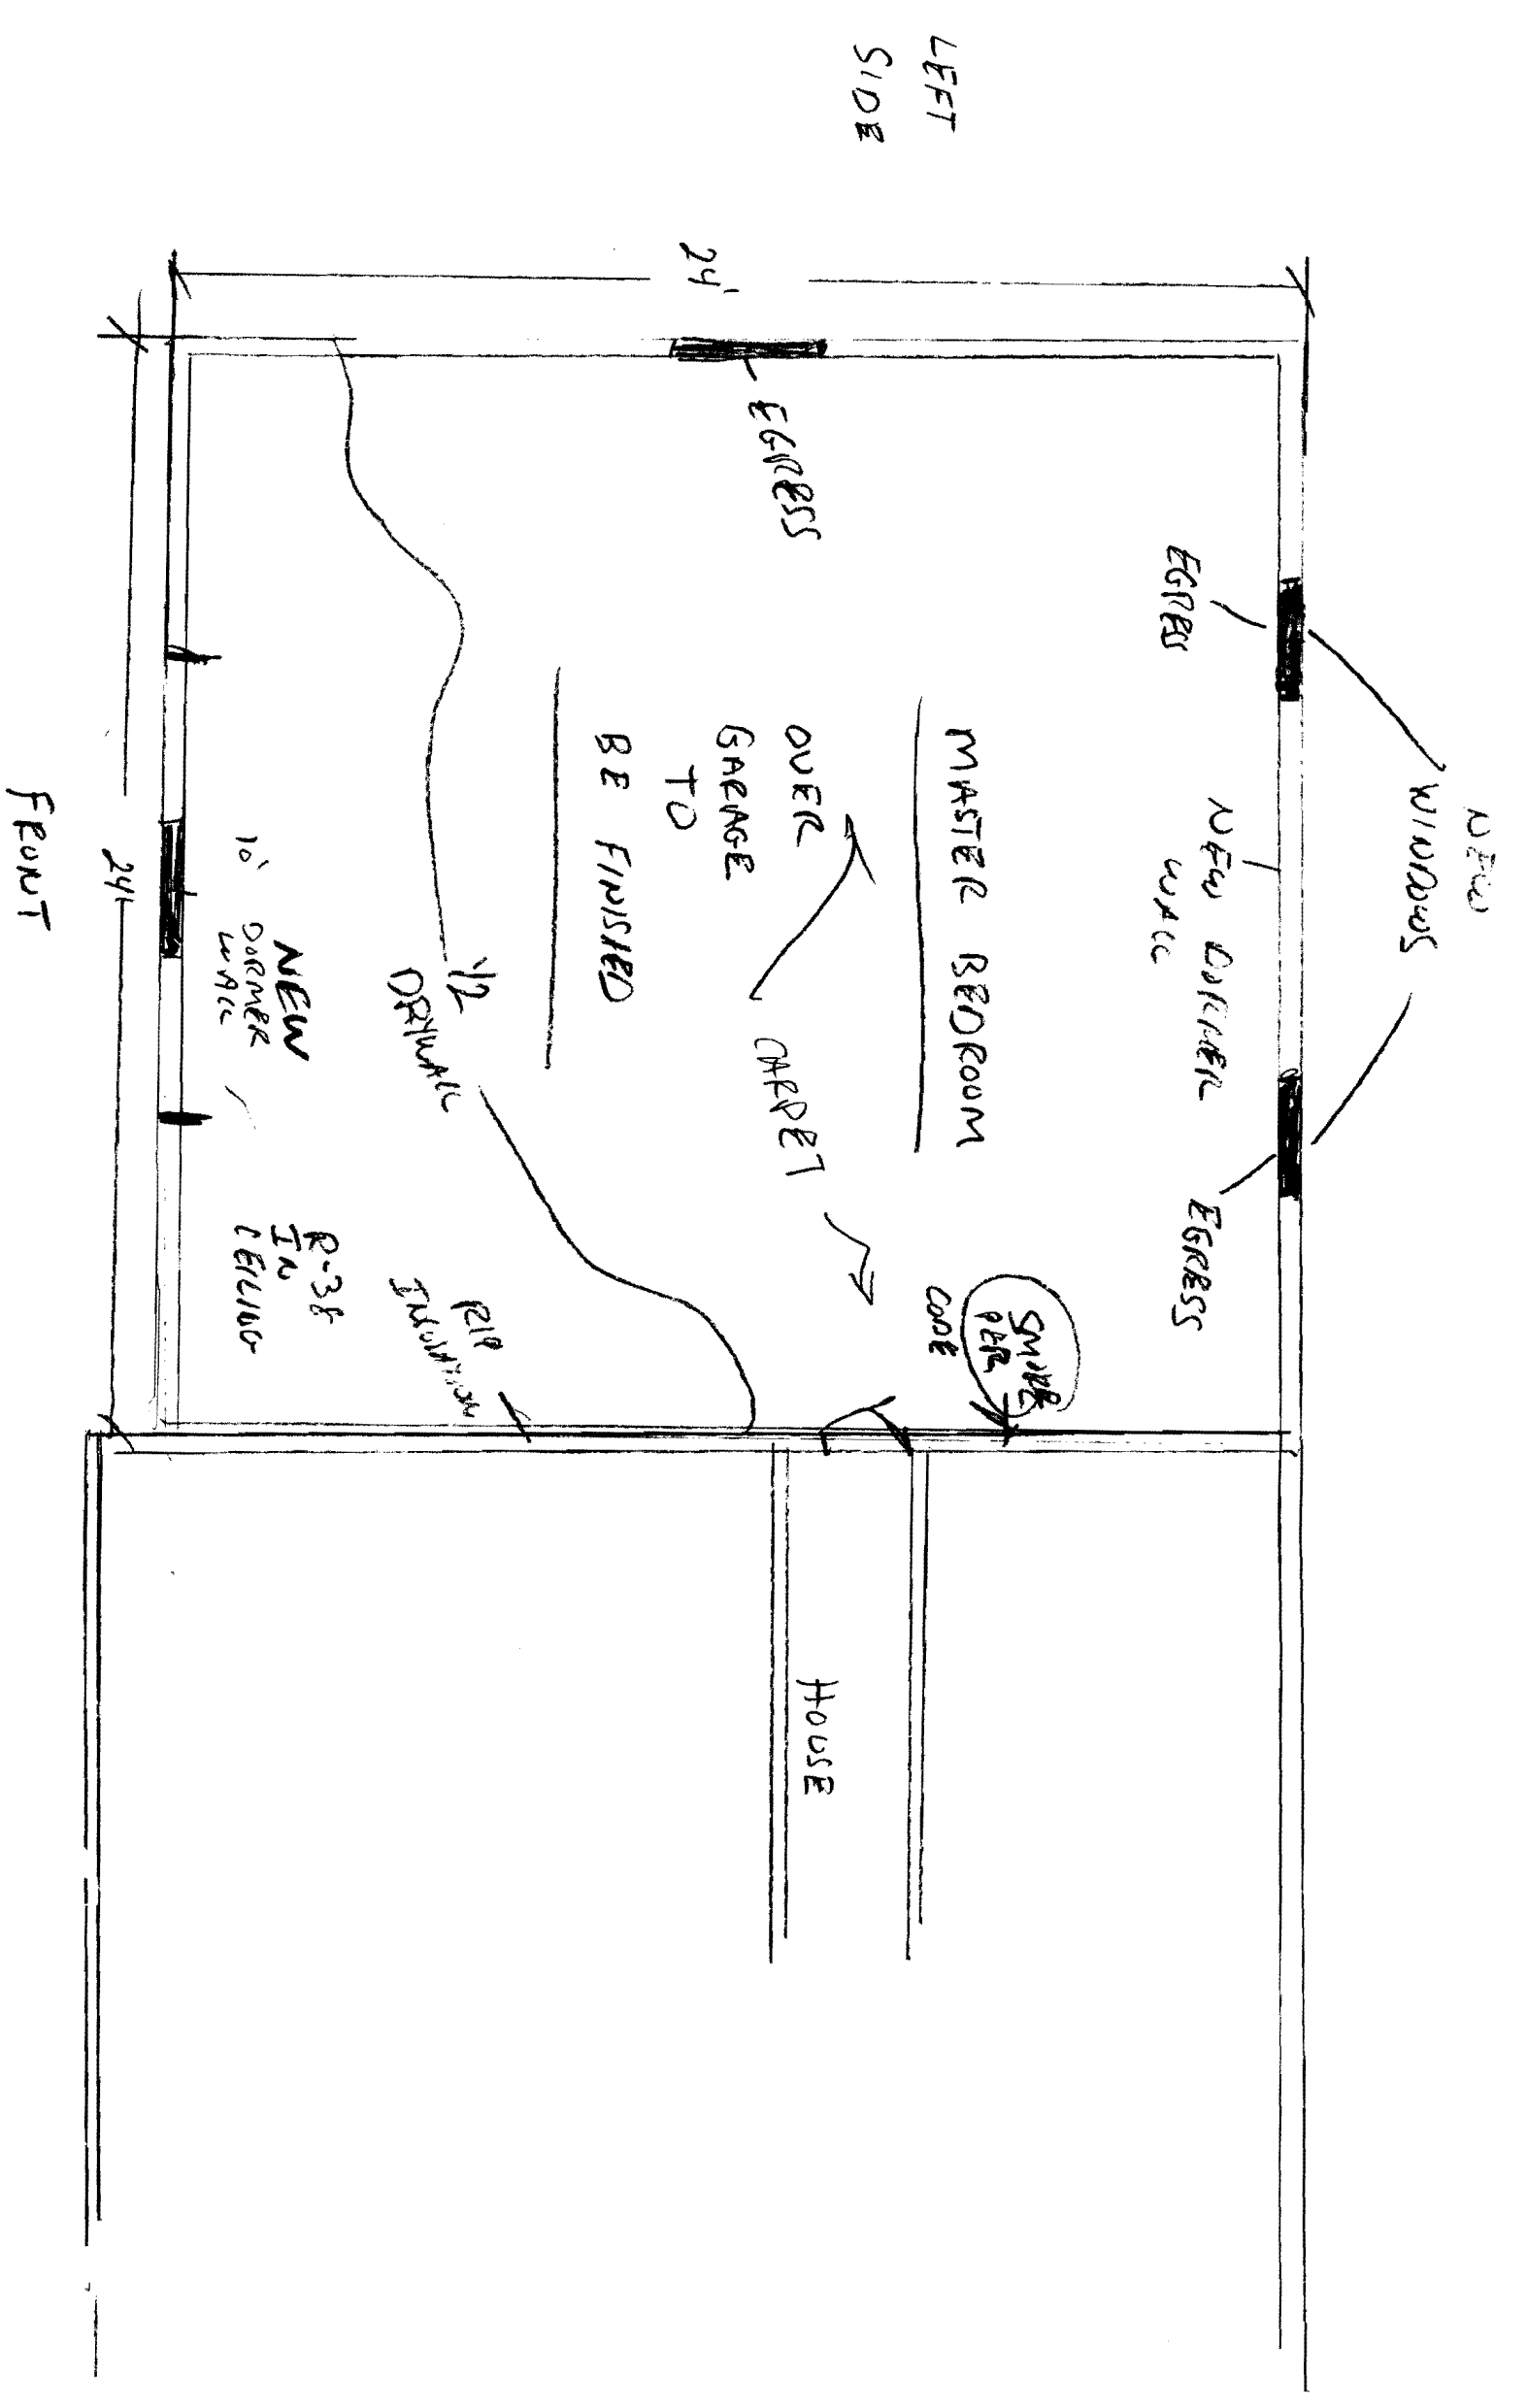 NEW
WINDOWS
EGRESS
NEW DORMER
WALL
EGRESS
LEFT
SIDE
24'
EGRESS
MASTER BEDROOM
OVER
GARAGE
TO
BE FINISHED
CARPET
SMOKE
PER
CODE
HOUSE
1/2
DRYWALL
INSULATION
R-38
IN
CEILING
NEW
10' DORMER
WALL
24'
FRONT